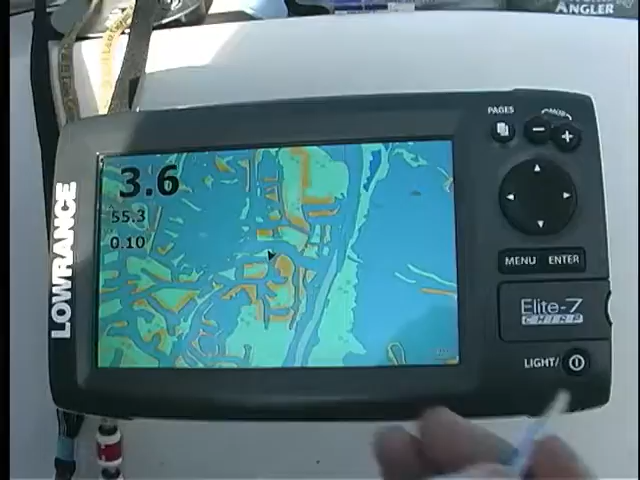 ANGLER
PAGES
3.6
55.3
0.10
LOWRANCE
MENU ENTER
Elite-7
CHIRP
LIGHT/